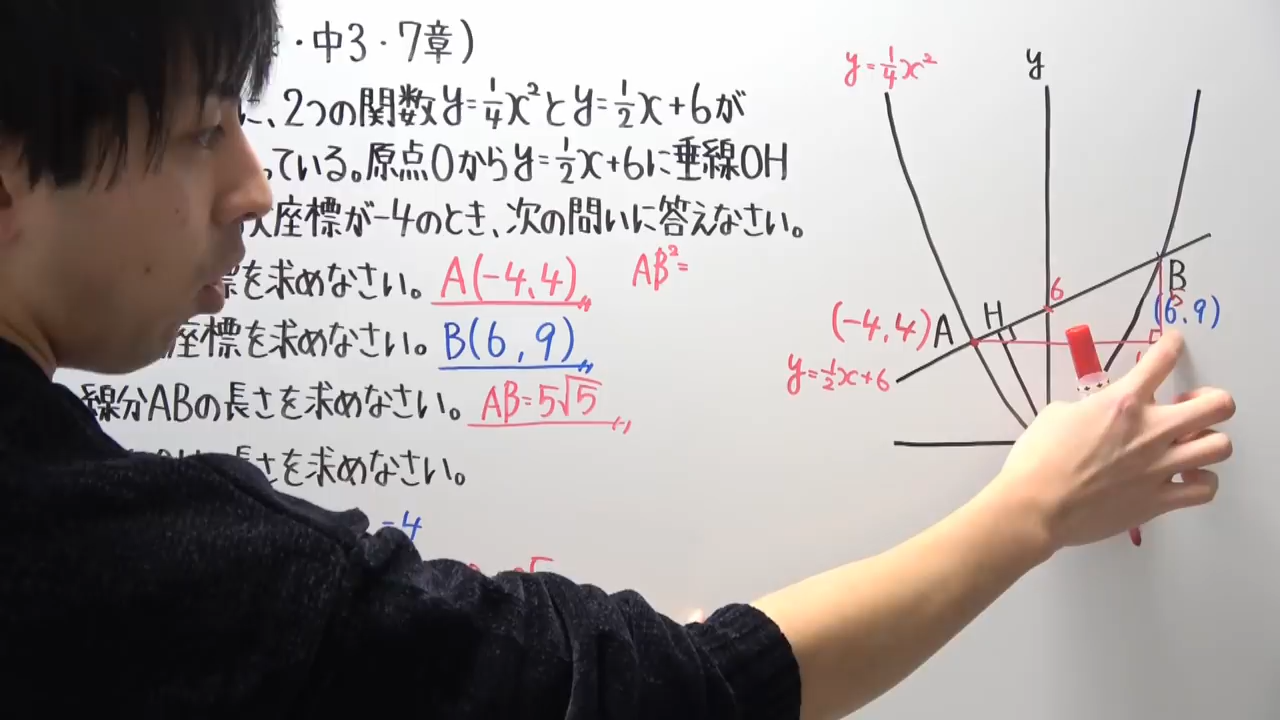 ・中3・7章)
に、2つの関数y=1/4x²とy=1/2x+6が
っている。原点Oからy=1/2x+6に垂線OH
座標が-4のとき、次の問いに答えなさい。
標を求めなさい。 A(-4,4)
座標を求めなさい。 B(6,9)
線分ABの長さを求めなさい。 AB=5√5
長さを求めなさい。
=4
AB²=
y=1/4x²
y
B
5
(6,9)
6
H
A
(-4,4)
y=1/2x+6